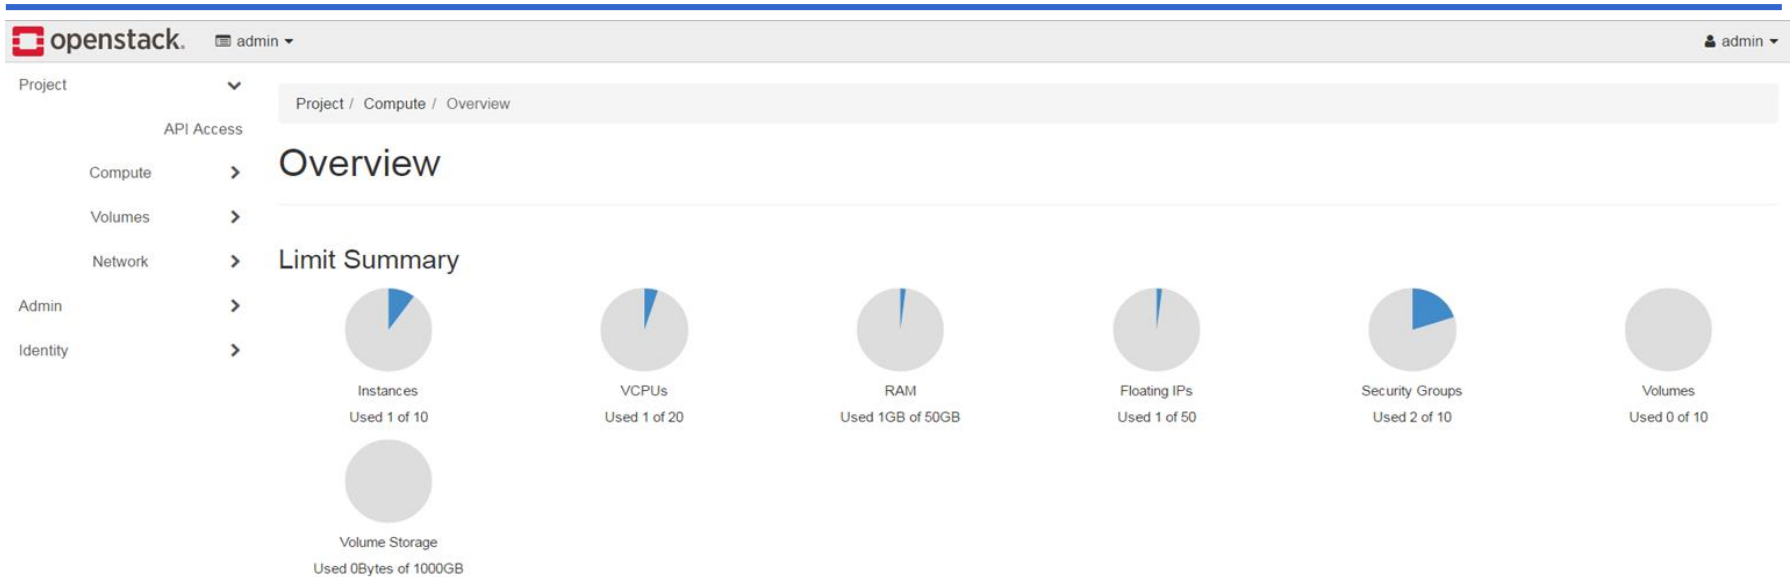 openstack. admin admin
Project
API Access
Compute
Volumes
Network
Admin
Identity
Project / Compute / Overview
Overview
Limit Summary
Instances
Used 1 of 10
VCPUs
Used 1 of 20
RAM
Used 1GB of 50GB
Floating IPs
Used 1 of 50
Security Groups
Used 2 of 10
Volumes
Used 0 of 10
Volume Storage
Used 0Bytes of 1000GB